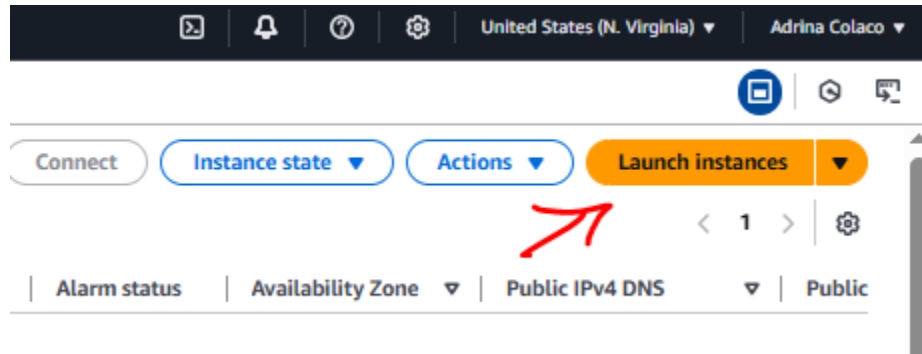 United States (N. Virginia) Adrina Colaco
Connect Instance state Actions Launch instances
1
Alarm status Availability Zone Public IPv4 DNS Public